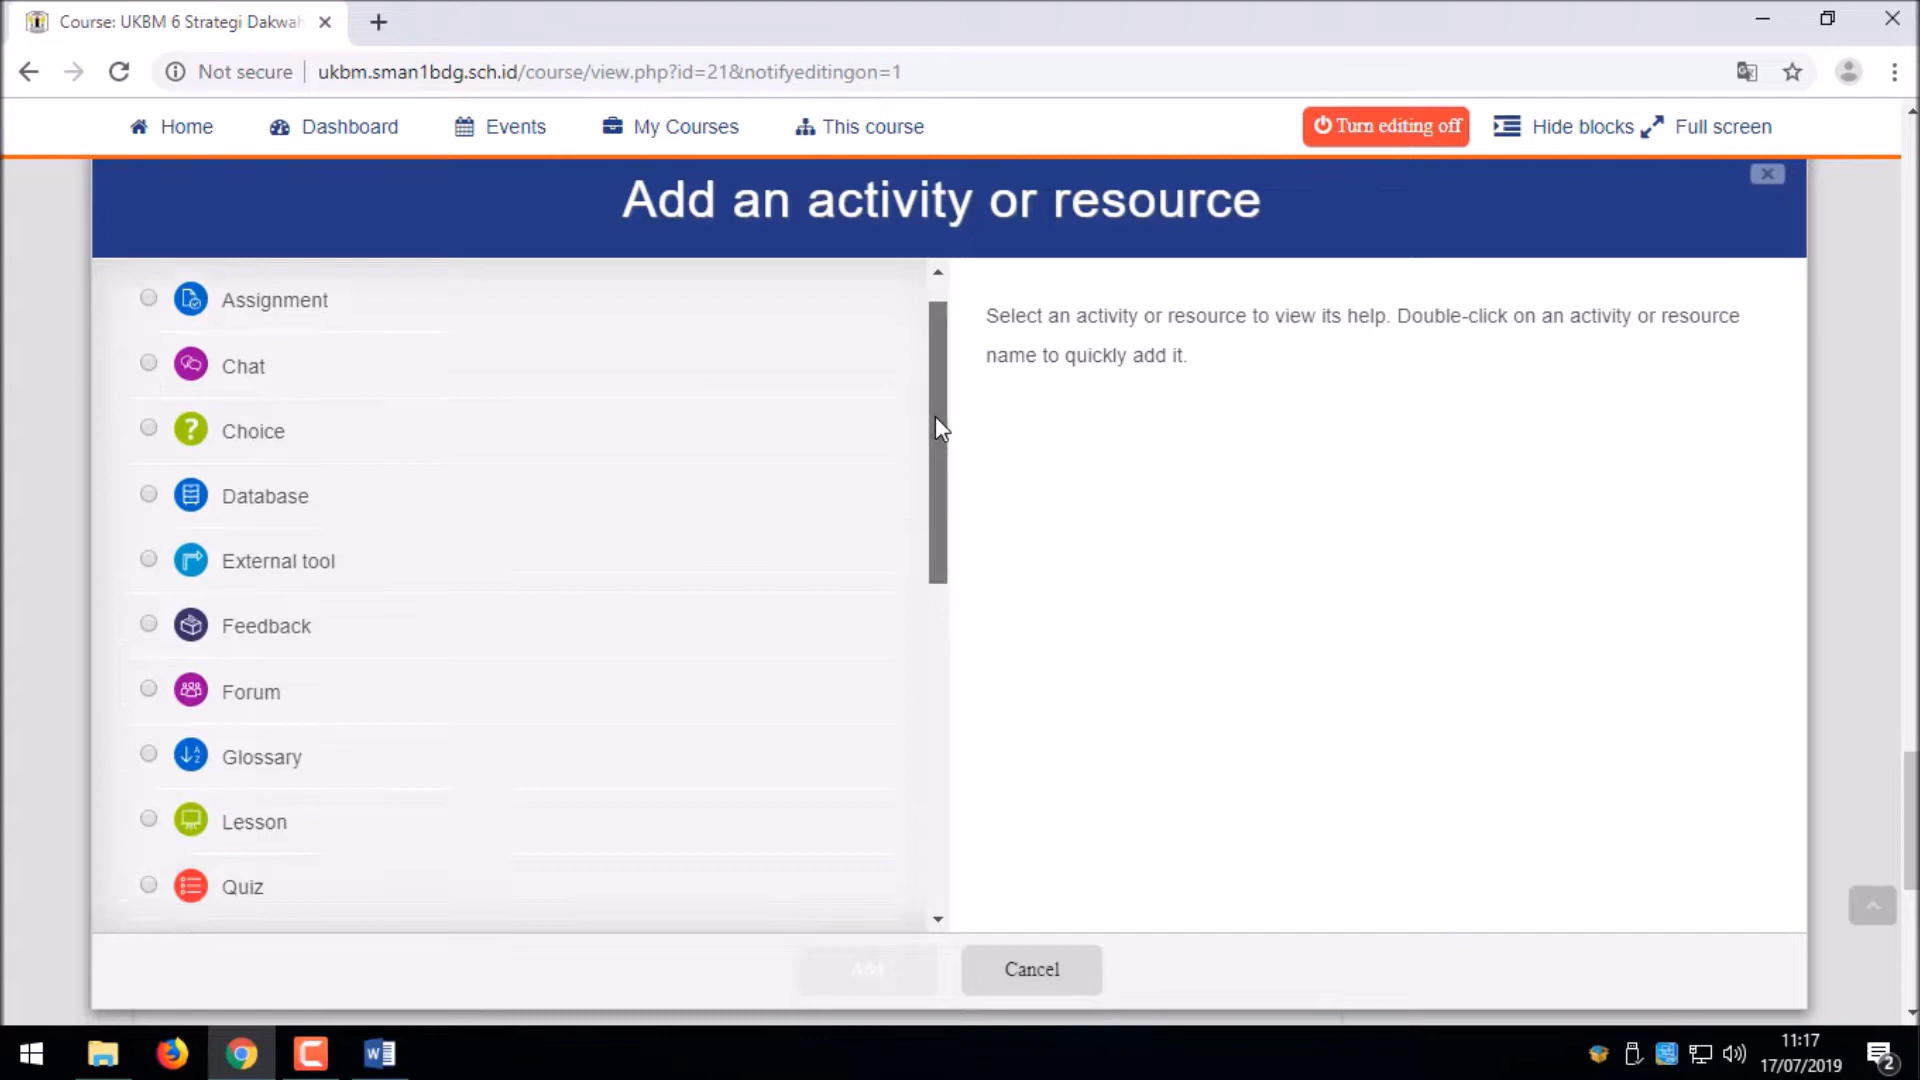 Course: UKBM 6 Strategi Dakwah
Not secure
ukbm.sman1bdg.sch.id/course/view.php?id=21&notifyeditingon=1
Home
Dashboard
Events
My Courses
This course
Turn editing off
Hide blocks
Full screen
Add an activity or resource
Assignment
Chat
Choice
Database
External tool
Feedback
Forum
Glossary
Lesson
Quiz
Select an activity or resource to view its help. Double-click on an activity or resource
name to quickly add it.
Add
Cancel
11:17
17/07/2019
2